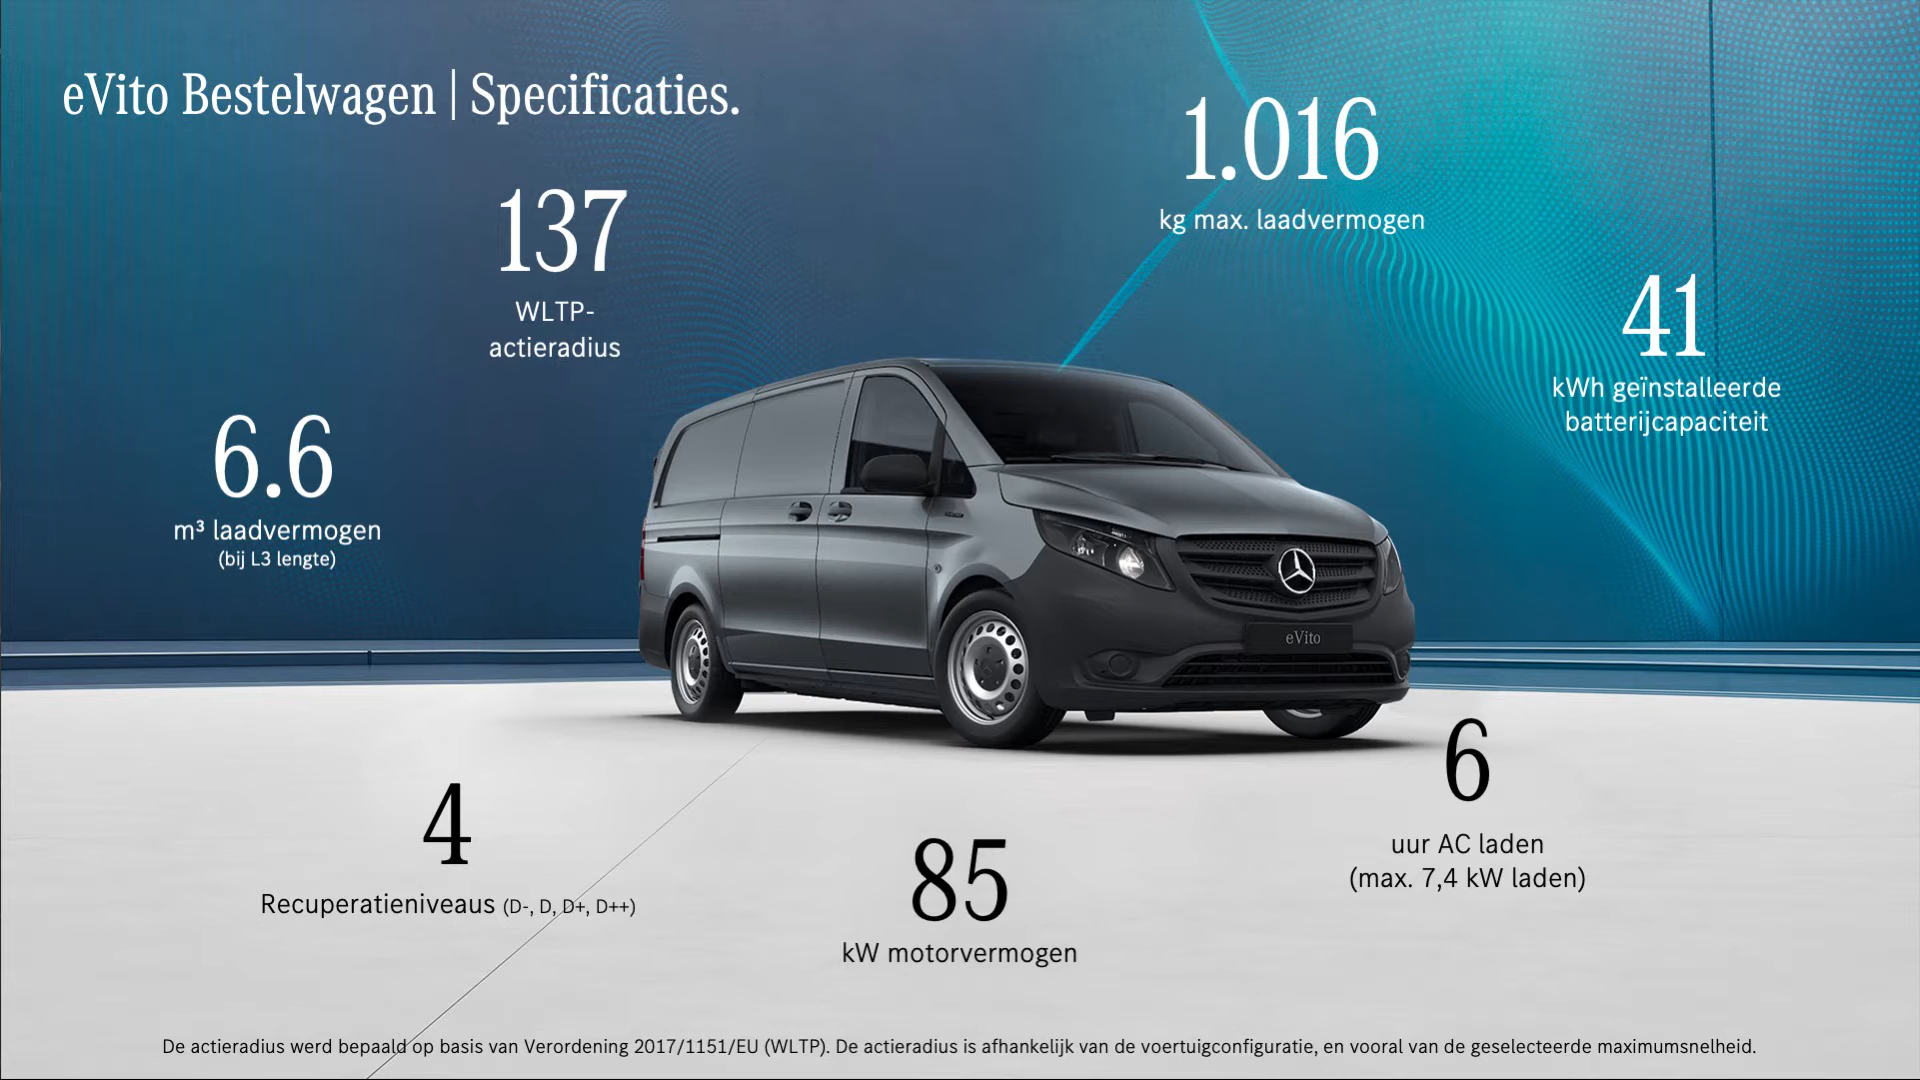 eVito Bestelwagen | Specificaties.
1.016
kg max. laadvermogen
137
WLTP-
actieradius
41
kWh geïnstalleerde
batterijcapaciteit
6.6
m³ laadvermogen
(bij L3 lengte)
eVito
6
uur AC laden
(max. 7,4 kW laden)
4
Recuperatieniveaus (D-, D, D+, D++)
85
kW motorvermogen
De actieradius werd bepaald op basis van Verordening 2017/1151/EU (WLTP). De actieradius is afhankelijk van de voertuigconfiguratie, en vooral van de geselecteerde maximumsnelheid.